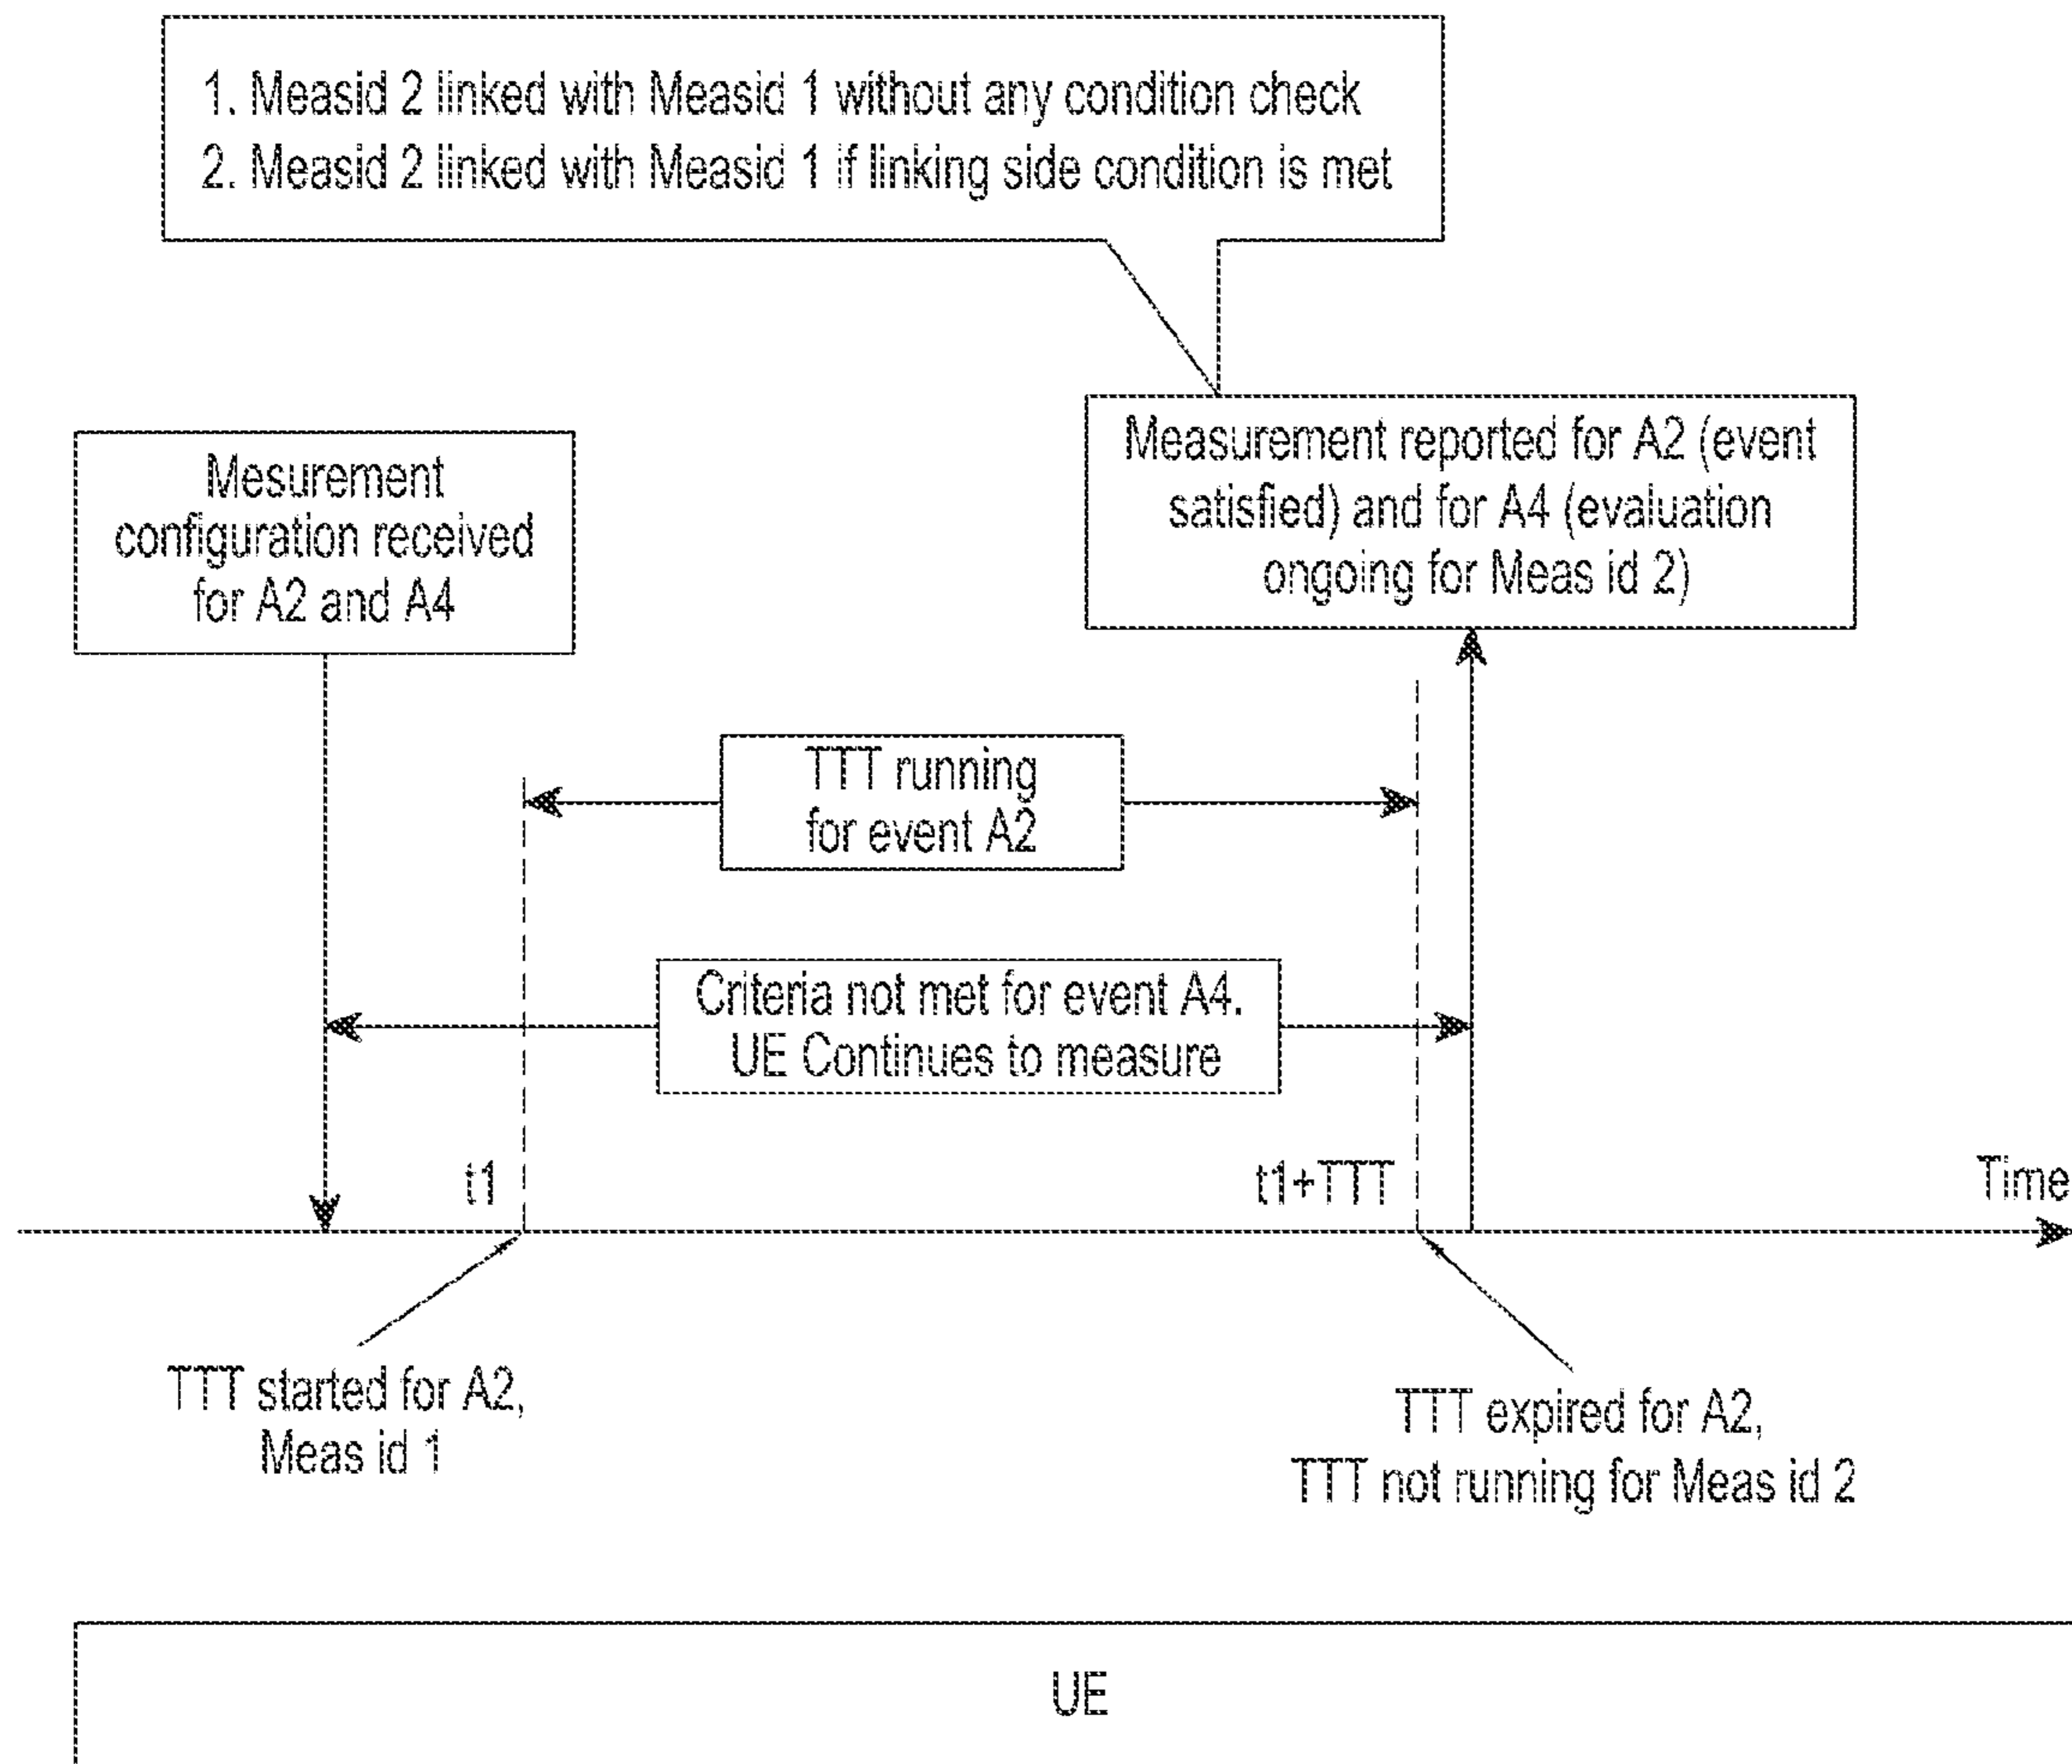 1. Measid 2 linked with Measid 1 without any condition check
2. Measid 2 linked with Measid 1 if linking side condition is met
Mesurement
configuration received
for A2 and A4
Measurement reported for A2 (event
satisfied) and for A4 (evaluation
ongoing for Meas id 2)
TTT running
for event A2
Criteria not met for event A4.
UE Continues to measure
t1
t1+TTT
Time
TTT started for A2,
Meas id 1
TTT expired for A2,
TTT not running for Meas id 2
UE